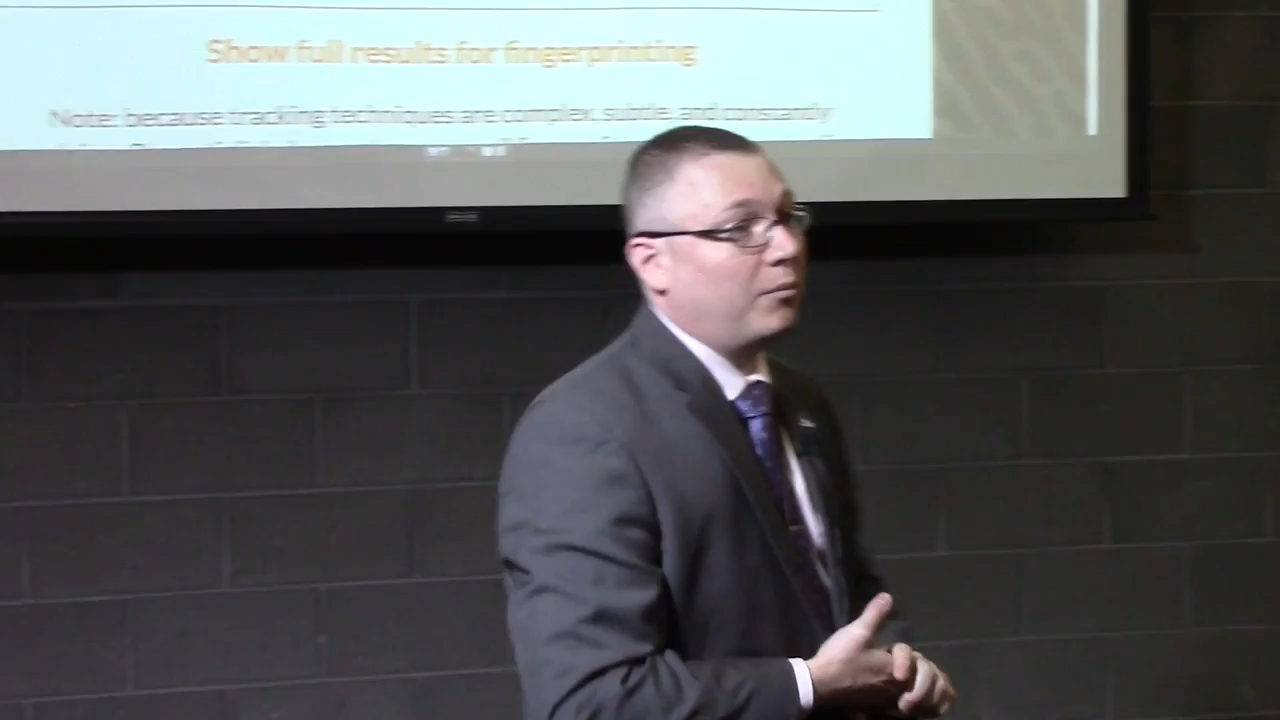 Show full results for fingerprinting
Note: because tracking techniques are complex, subtle, and constantly